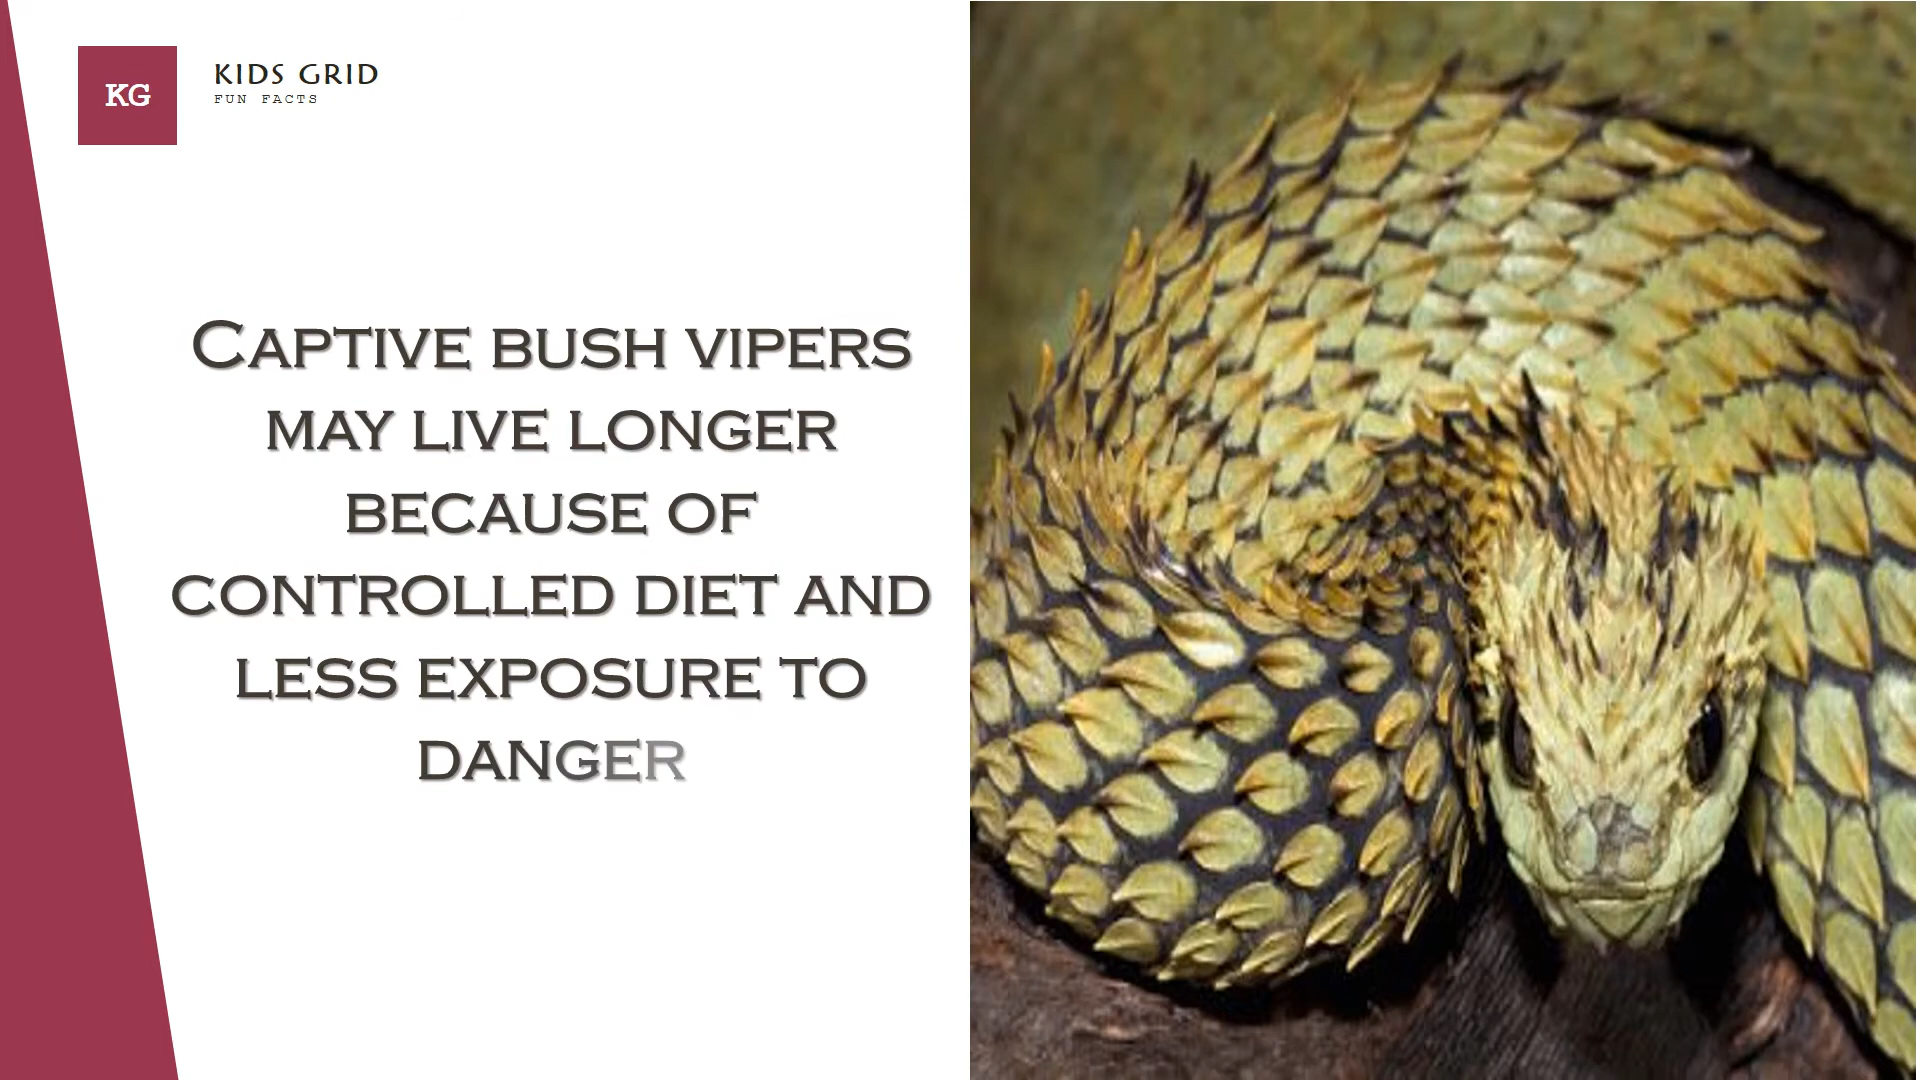 KG
KIDS GRID
FUN FACTS
CAPTIVE BUSH VIPERS
MAY LIVE LONGER
BECAUSE OF
CONTROLLED DIET AND
LESS EXPOSURE TO
DANGER